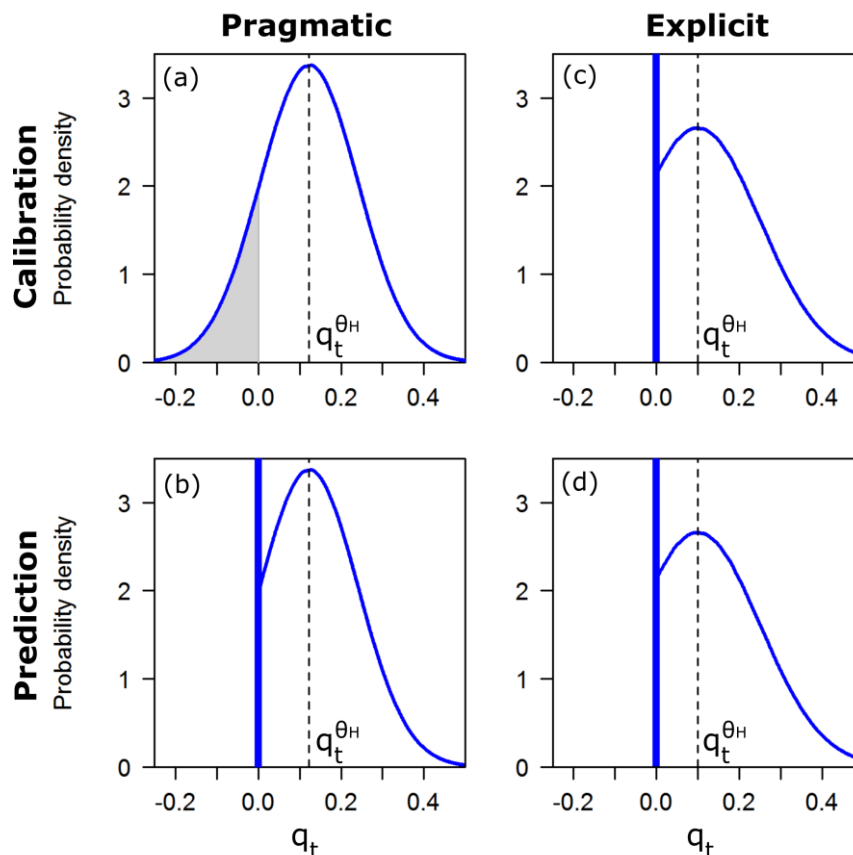 Pragmatic
Explicit
Calibration
Probability density
(a)
3
2
1
0
q_t^θH
-0.2 0.0 0.2 0.4
(c)
3
2
1
0
q_t^θH
-0.2 0.0 0.2 0.4
Prediction
Probability density
(b)
3
2
1
0
q_t^θH
-0.2 0.0 0.2 0.4
q_t
(d)
3
2
1
0
q_t^θH
-0.2 0.0 0.2 0.4
q_t